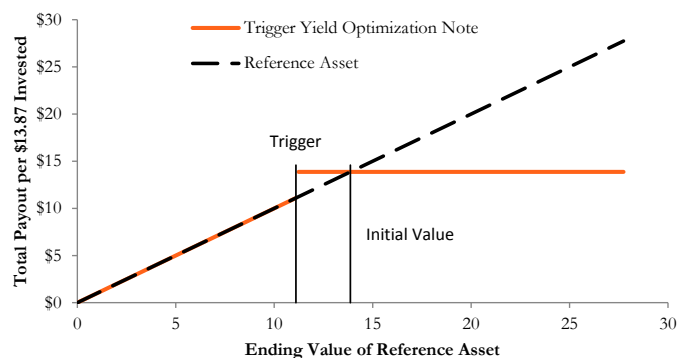 Trigger Yield Optimization Note
Reference Asset
Total Payout per $13.87 Invested
$30
$25
$20
$15
$10
$5
$0
Trigger
Initial Value
0 5 10 15 20 25 30
Ending Value of Reference Asset